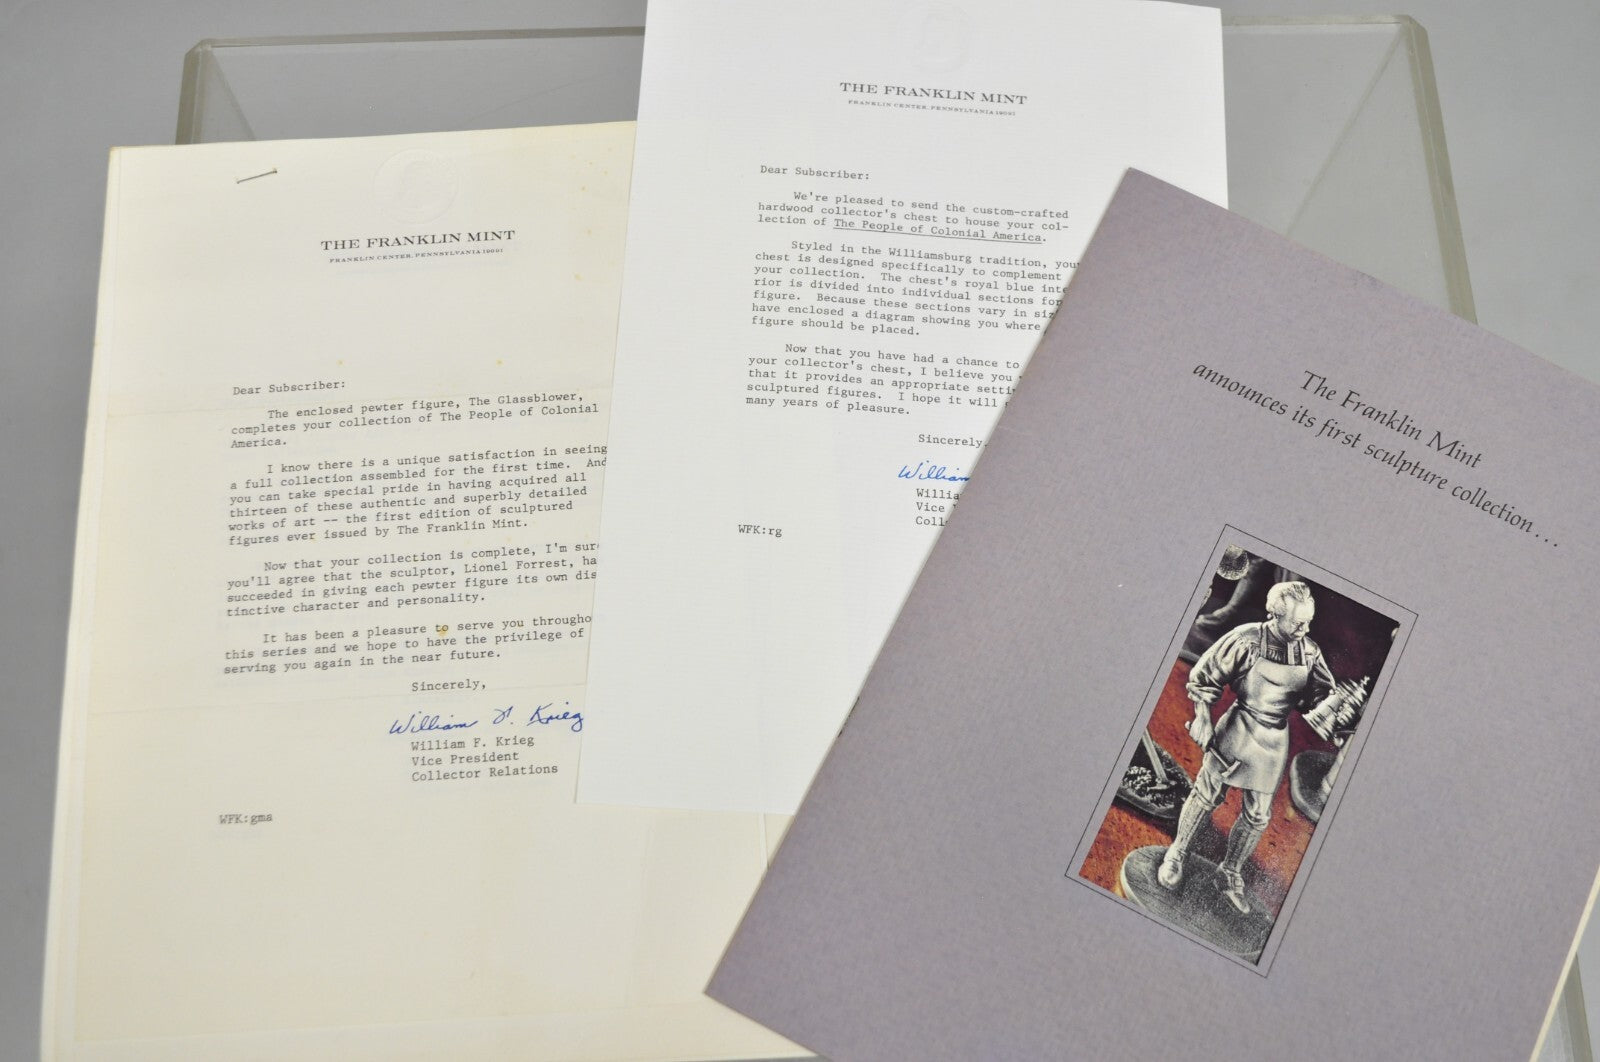 THE FRANKLIN MINT
FRANKLIN CENTER, PENNSYLVANIA 19091
Dear Subscriber:
The enclosed pewter figure, The Glassblower,
completes your collection of The People of Colonial
America.
I know there is a unique satisfaction in seeing
a full collection assembled for the first time. And
you can take special pride in having acquired all
thirteen of these authentic and superbly detailed
works of art -- the first edition of sculptured
figures ever issued by The Franklin Mint.
Now that your collection is complete, I'm sur
you'll agree that the sculptor, Lionel Forrest, ha
succeeded in giving each pewter figure its own dis
tinctive character and personality.
It has been a pleasure to serve you througho
this series and we hope to have the privilege of
serving you again in the near future.
Sincerely,
William F. Krieg
William F. Krieg
Vice President
Collector Relations
WFK:gma
THE FRANKLIN MINT
FRANKLIN CENTER, PENNSYLVANIA 19091
Dear Subscriber:
We're pleased to send the custom-crafted
hardwood collector's chest to house your col-
lection of The People of Colonial America.
Styled in the Williamsburg tradition, you
chest is designed specifically to complement
your collection. The chest's royal blue inte
rior is divided into individual sections for
figure. Because these sections vary in siz
have enclosed a diagram showing you where
figure should be placed.
Now that you have had a chance to
your collector's chest, I believe you
that it provides an appropriate setti
sculptured figures. I hope it will
many years of pleasure.
Sincerely,
William
Willia
Vice
Coll
WFK:rg
The Franklin Mint
announces its first sculpture collection...